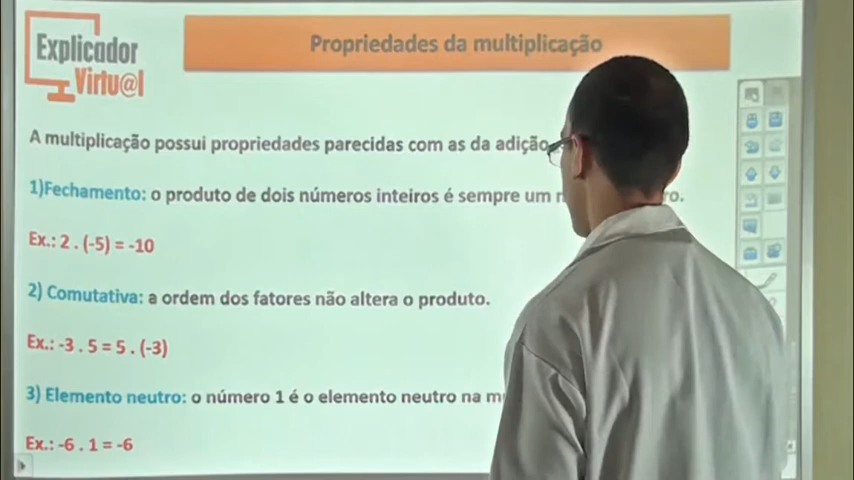 Explicador
Virtu@l
Propriedades da multiplicação
A multiplicação possui propriedades parecidas com as da adição
1)Fechamento: o produto de dois números inteiros é sempre um
Ex.: 2 . (-5) = -10
2) Comutativa: a ordem dos fatores não altera o produto.
Ex.: -3 . 5 = 5 . (-3)
3) Elemento neutro: o número 1 é o elemento neutro na
Ex.: -6 . 1 = -6